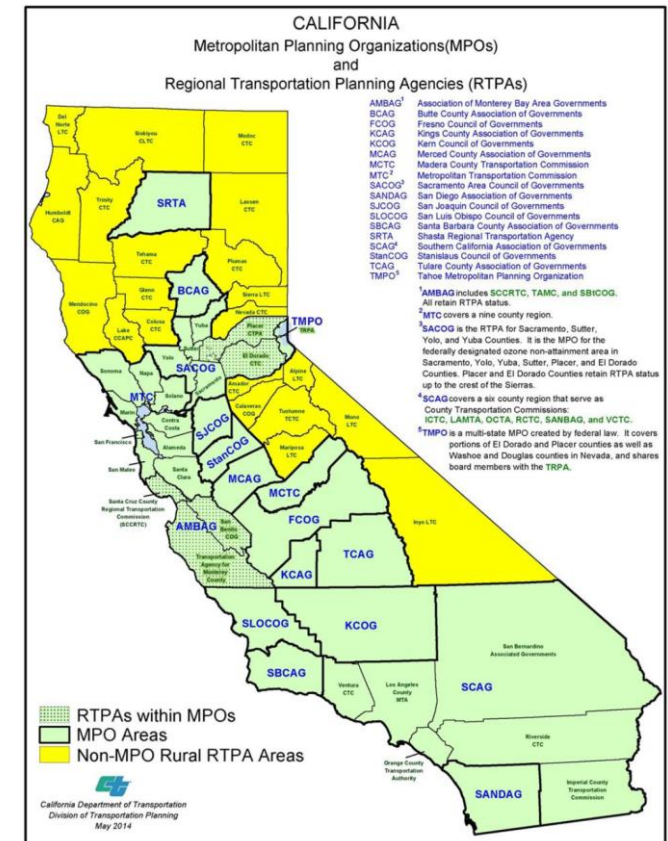 CALIFORNIA
Metropolitan Planning Organizations(MPOs)
and
Regional Transportation Planning Agencies (RTPAs)
AMBAG1 Association of Monterey Bay Area Governments
BCAG Butte County Association of Governments
FCOG Fresno Council of Governments
KCAG Kings County Association of Governments
KCOG Kern Council of Governments
MCAG Merced County Association of Governments
MCTC Madera County Transportation Commission
MTC2 Metropolitan Transportation Commission
SACOG3 Sacramento Area Council of Governments
SANDAG San Diego Association of Governments
SJCOG San Joaquin Council of Governments
SLOCOG San Luis Obispo Council of Governments
SBCAG Santa Barbara County Association of Governments
SRTA Shasta Regional Transportation Agency
SCAG4 Southern California Association of Governments
StanCOG Stanislaus Council of Governments
TCAG Tulare County Association of Governments
TMPO5 Tahoe Metropolitan Planning Organization
1AMBAG includes SCCRTC, TAMC, and SBtCOG.
All retain RTPA status.
2MTC covers a nine county region.
3SACOG is the RTPA for Sacramento, Sutter,
Yolo, and Yuba Counties. It is the MPO for the
federally designated ozone non-attainment area in
Sacramento, Yolo, Yuba, Sutter, Placer, and El Dorado
Counties. Placer and El Dorado Counties retain RTPA status
up to the crest of the Sierras.
4SCAG covers a six county region that serve as
County Transportation Commissions:
ICTC, LAMTA, OCTA, RCTC, SANBAG, and VCTC.
5TMPO is a multi-state MPO created by federal law. It covers
portions of El Dorado and Placer counties as well as
Washoe and Douglas counties in Nevada, and shares
board members with the TRPA.
Del
Norte
LTC
Siskiyou
CLTC
Modoc
CTC
Humboldt
CAG
Trinity
CTC
SRTA
Lassen
CTC
Tehama
CTC
Plumas
CTC
BCAG
Glenn
CTC
Sierra LTC
Mendocino
COG
Colusa
CTC
Yuba
Nevada CTC
Lake
CCAPC
Sutter
Placer
CTPA
TMPO
TRPA
El Dorado
CTC
Yolo
SACOG
Sacramento
Sonoma
Napa
Solano
MTC
Marin
Amador
CTC
Alpine
LTC
Calaveras
COG
Tuolumne
TCTC
Mono
LTC
Contra
Costa
San Francisco
Alameda
SJCOG
StanCOG
Mariposa
LTC
San Mateo
Santa
Clara
MCAG
MCTC
Santa Cruz County
Regional Transportation
Commission
(SCCRTC)
AMBAG
San
Benito
COG
FCOG
Inyo LTC
Transportation
Agency for
Monterey
County
KCAG
TCAG
SLOCOG
KCOG
SBCAG
Ventura
CTC
Los Angeles
County
MTA
San Bernardino
Associated Governments
SCAG
Riverside
CTC
Orange County
Transportation
Authority
SANDAG
Imperial County
Transportation
Commission
RTPAs within MPOs
MPO Areas
Non-MPO Rural RTPA Areas
California Department of Transportation
Division of Transportation Planning
May 2014